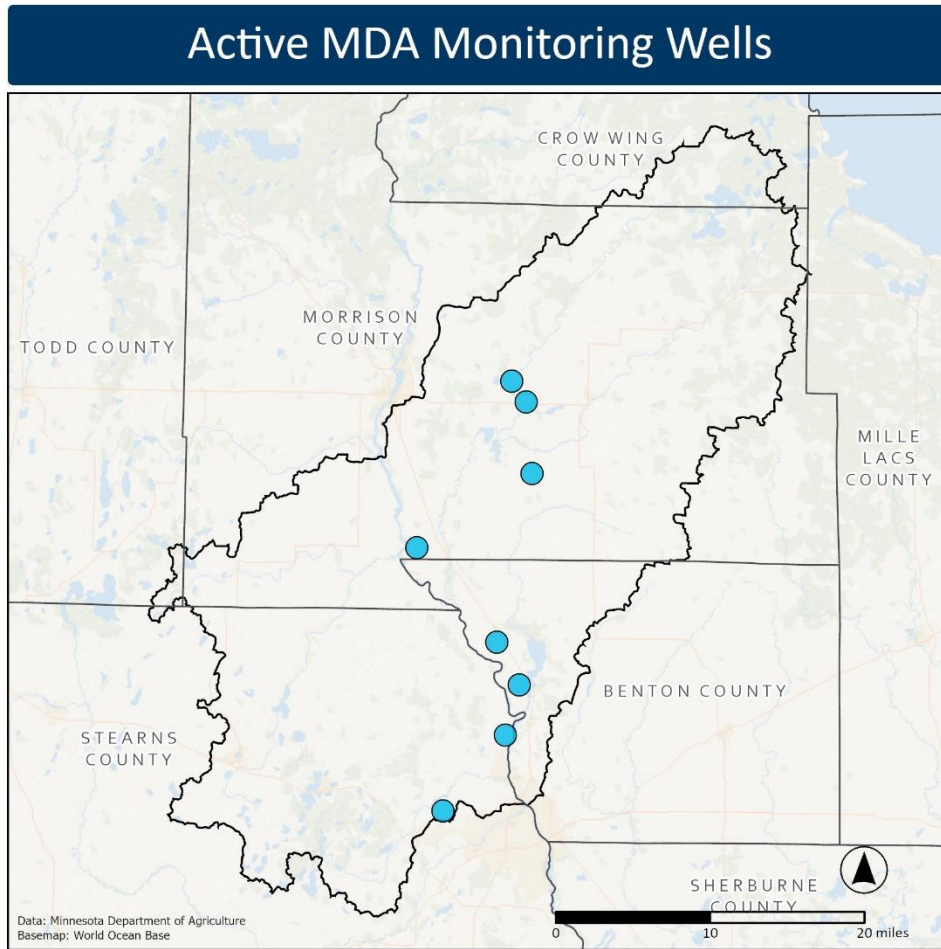 Active MDA Monitoring Wells
CROW WING
COUNTY
MORRISON
COUNTY
TODD COUNTY
MILLE
LACS
COUNTY
BENTON COUNTY
STEARNS
COUNTY
SHERBURNE
COUNTY
Data: Minnesota Department of Agriculture
Basemap: World Ocean Base
0 10 20 miles